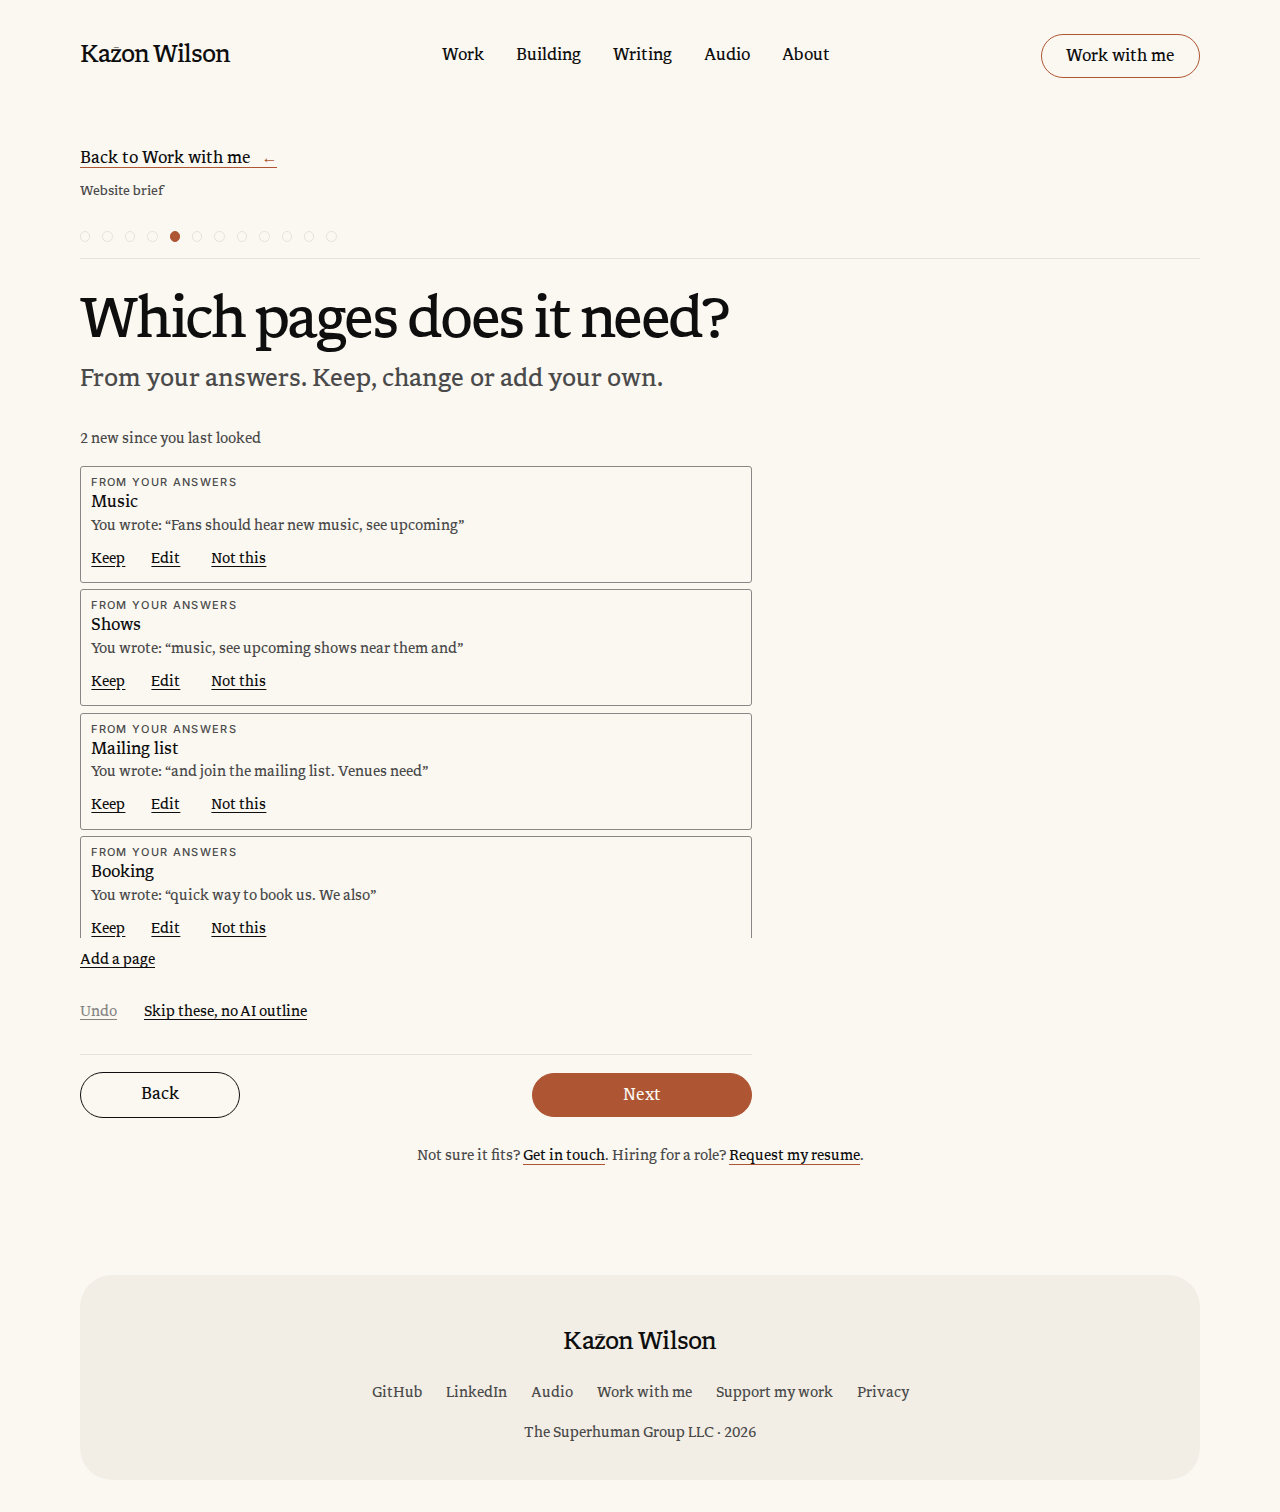 Każon Wilson
Work Building Writing Audio About
Work with me
Back to Work with me ←
Website brief
Which pages does it need?
From your answers. Keep, change or add your own.
2 new since you last looked
FROM YOUR ANSWERS
Music
You wrote: “Fans should hear new music, see upcoming”
Keep Edit Not this
FROM YOUR ANSWERS
Shows
You wrote: “music, see upcoming shows near them and”
Keep Edit Not this
FROM YOUR ANSWERS
Mailing list
You wrote: “and join the mailing list. Venues need”
Keep Edit Not this
FROM YOUR ANSWERS
Booking
You wrote: “quick way to book us. We also”
Keep Edit Not this
Add a page
Undo Skip these, no AI outline
Back Next
Not sure it fits? Get in touch. Hiring for a role? Request my resume.
Każon Wilson
GitHub LinkedIn Audio Work with me Support my work Privacy
The Superhuman Group LLC · 2026